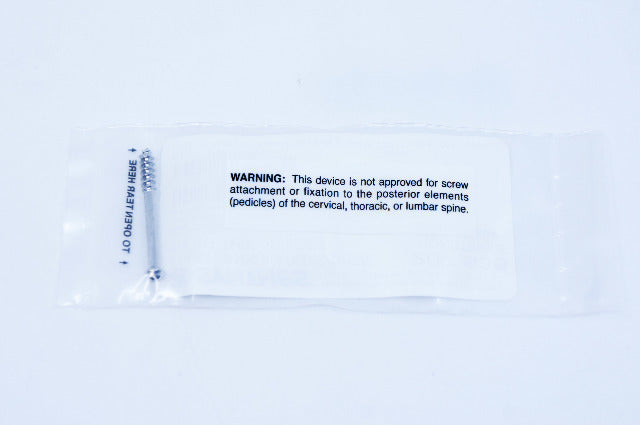 WARNING: This device is not approved for screw
attachment or fixation to the posterior elements
(pedicles) of the cervical, thoracic, or lumbar spine.
TO OPEN TEAR HERE